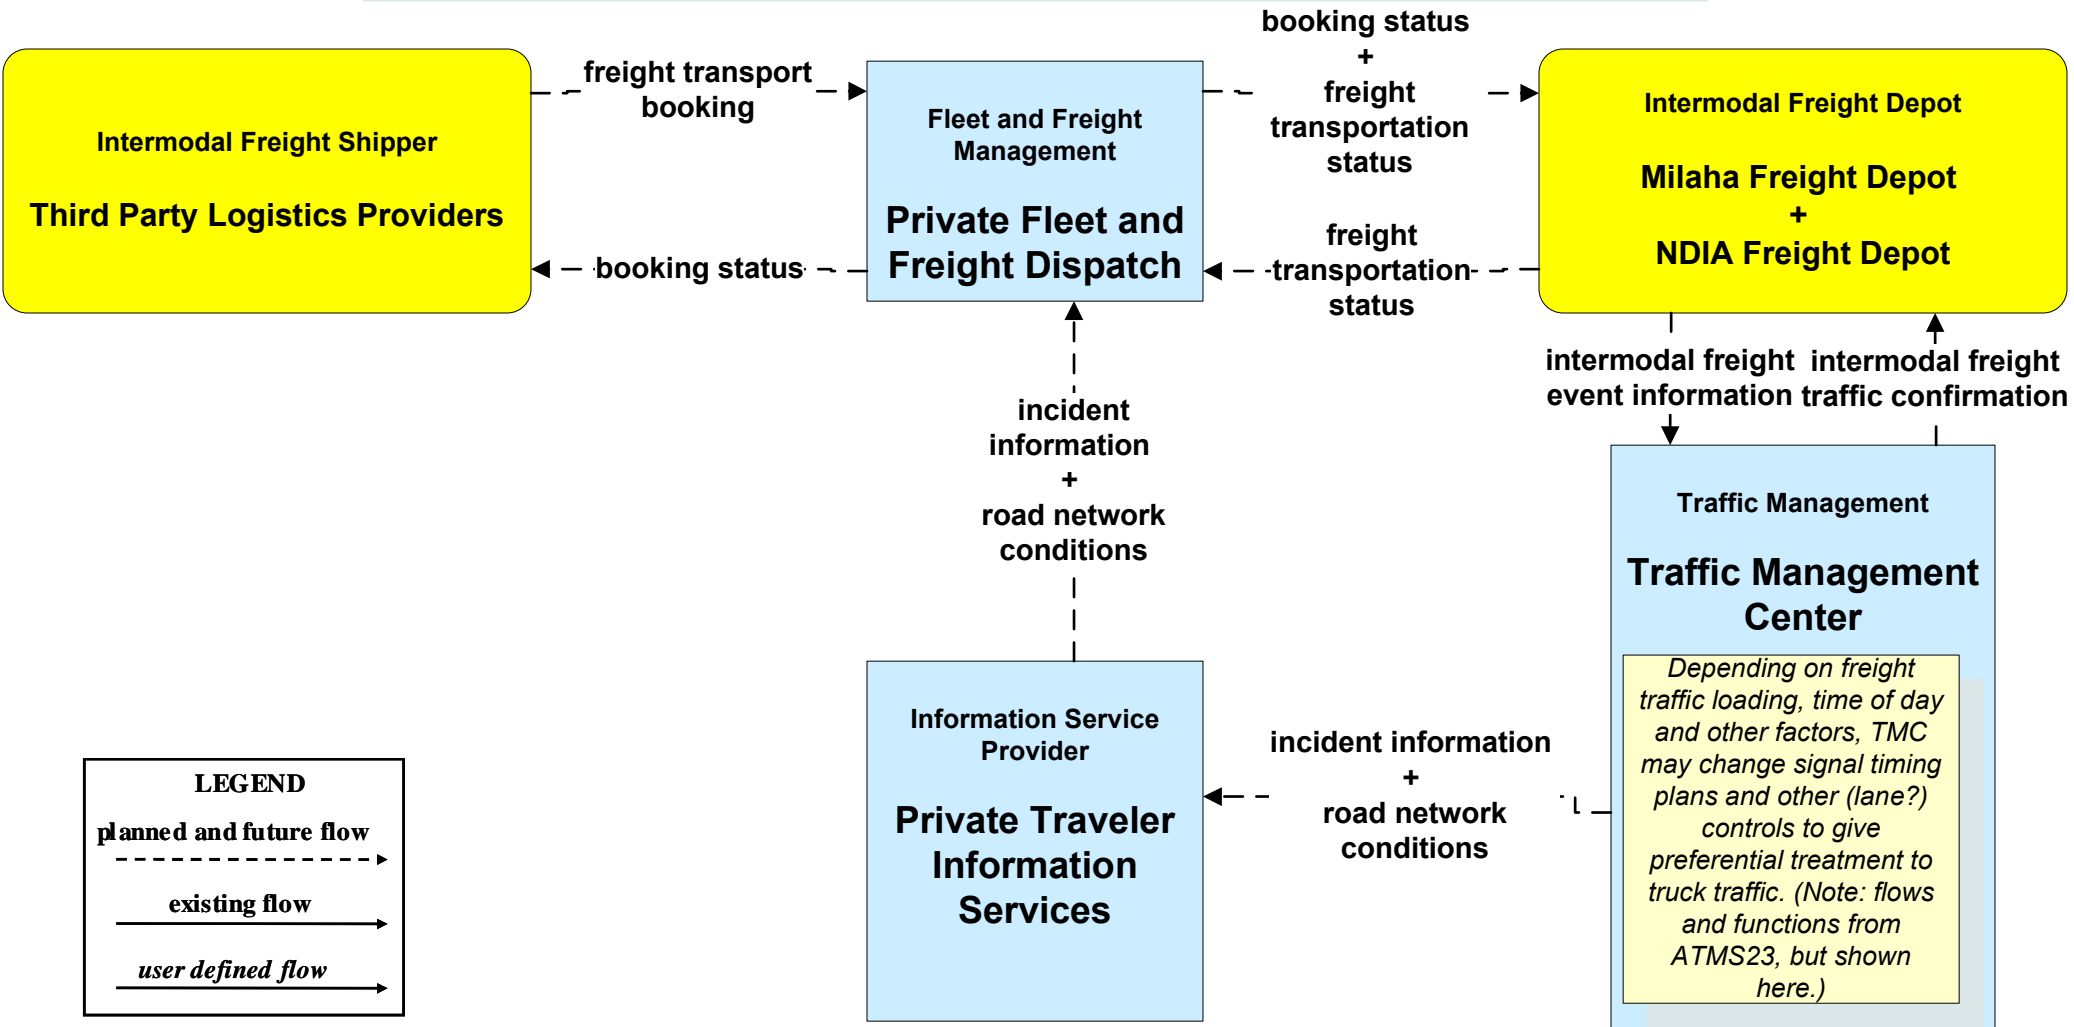 Intermodal Freight Shipper
Third Party Logistics Providers
freight transport
booking
booking status
Fleet and Freight
Management
Private Fleet and
Freight Dispatch
booking status
+
freight
transportation
status
freight
transportation
status
Intermodal Freight Depot
Milaha Freight Depot
+
NDIA Freight Depot
intermodal freight
event information
intermodal freight
traffic confirmation
incident
information
+
road network
conditions
Traffic Management
Traffic Management
Center
Depending on freight
traffic loading, time of day
and other factors, TMC
may change signal timing
plans and other (lane?)
controls to give
preferential treatment to
truck traffic. (Note: flows
and functions from
ATMS23, but shown
here.)
Information Service
Provider
Private Traveler
Information
Services
incident information
+
road network
conditions
LEGEND
planned and future flow
existing flow
user defined flow